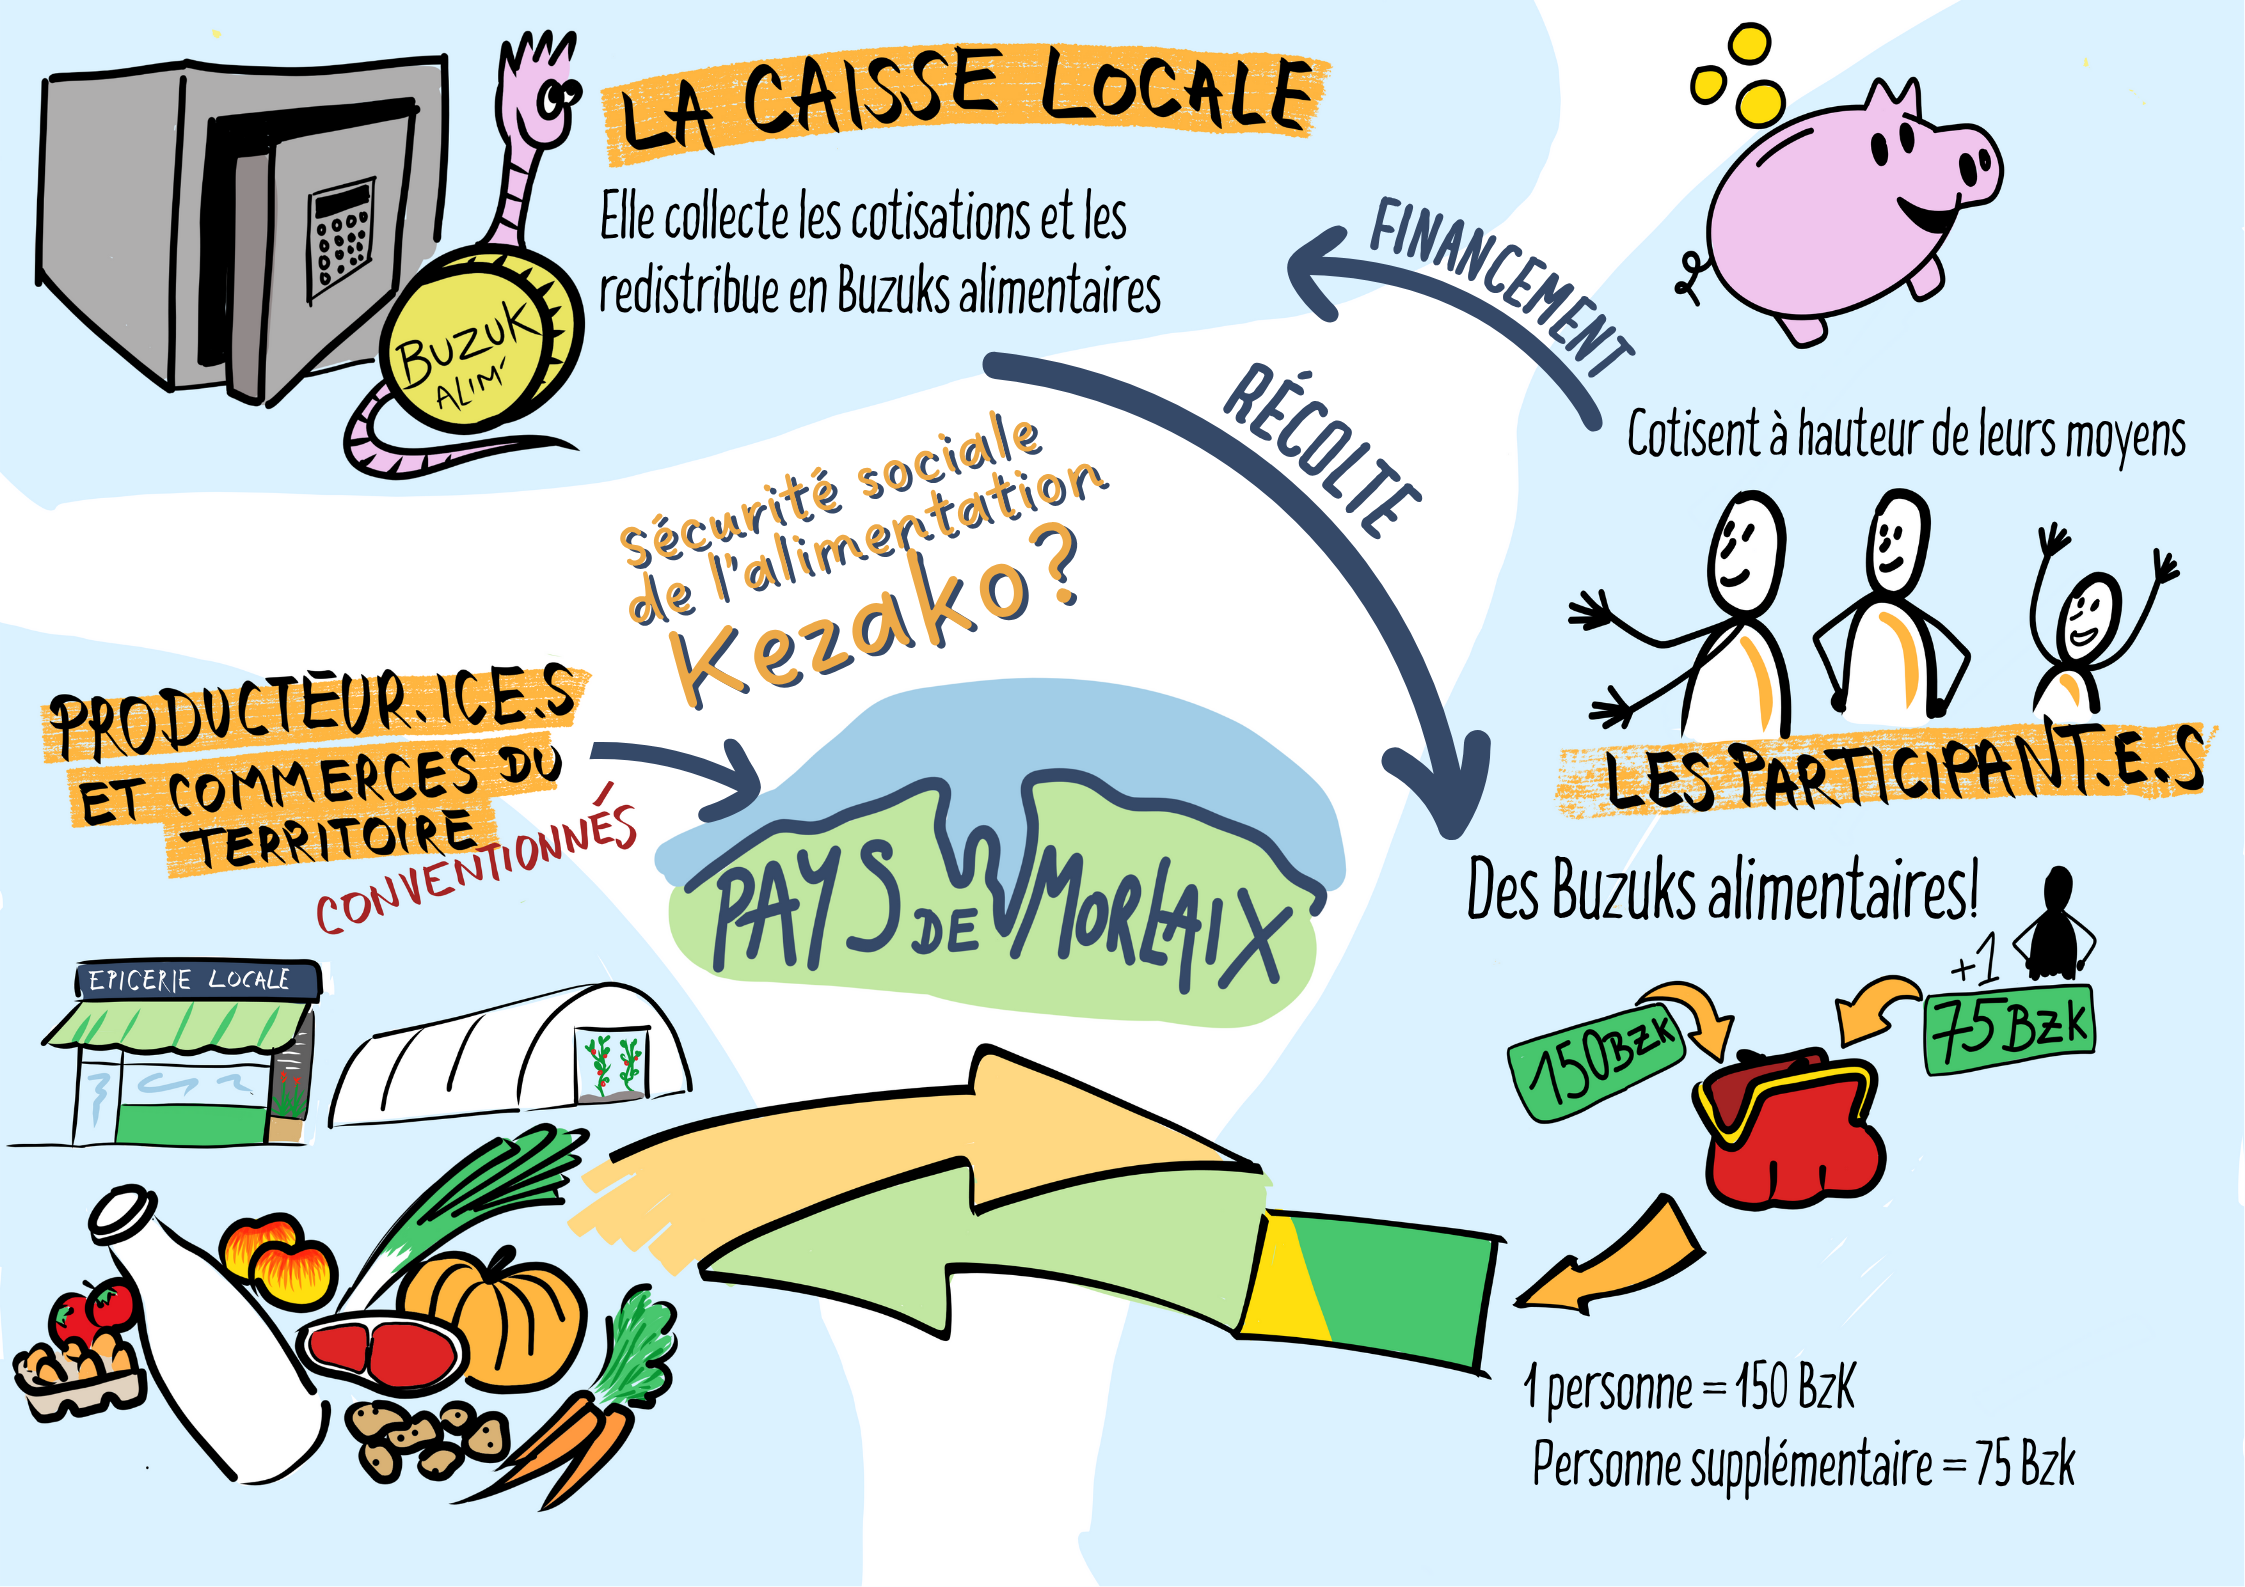 LA CAISSE LOCALE
Elle collecte les cotisations et les
redistribue en Buzuks alimentaires
BUZUK
ALIM'
FINANCEMENT
RÉCOLTE
Cotisent à hauteur de leurs moyens
LES PARTICIPANT.E.S
Sécurité sociale
de l'alimentation
Kezako?
PRODUCTEUR.ICE.S
ET COMMERCES DU
TERRITOIRE
CONVENTIONNÉS
PAYS DE MORLAIX
Des Buzuks alimentaires!
+1
150 BZK
75 BZK
EPICERIE LOCALE
1 personne = 150 BzK
Personne supplémentaire = 75 Bzk